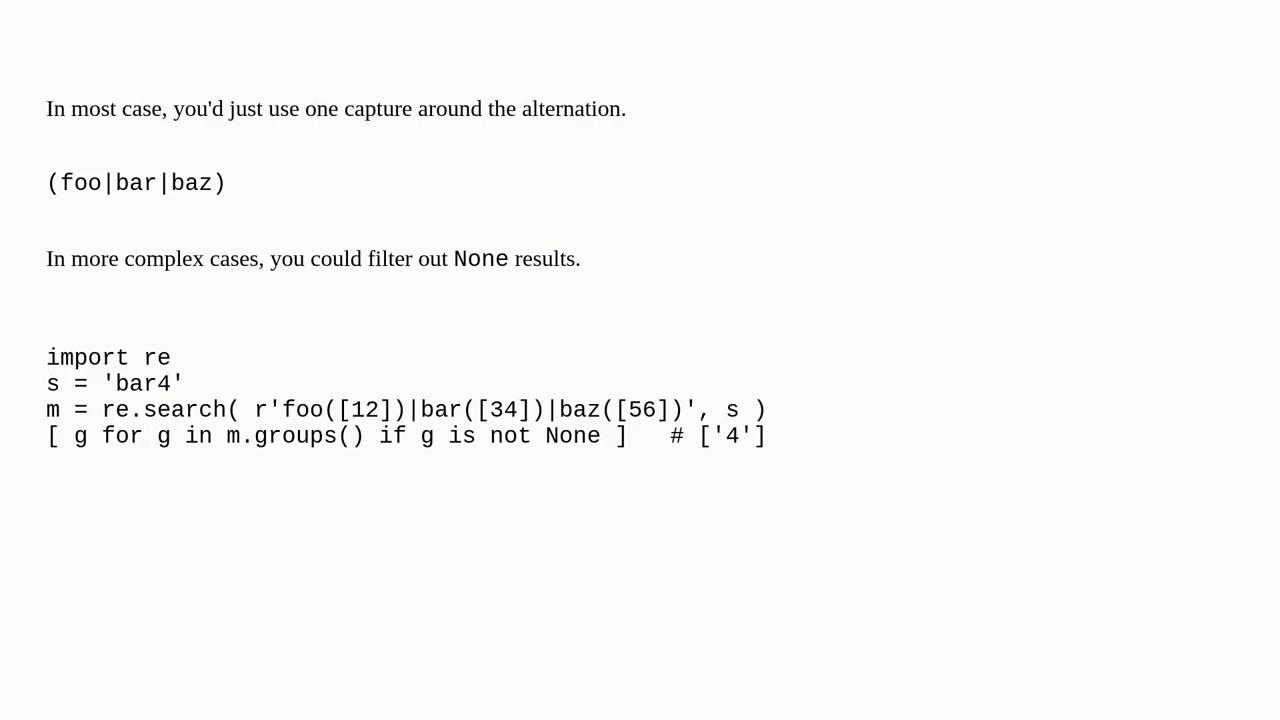 In most case, you'd just use one capture around the alternation.
(foo|bar|baz)
In more complex cases, you could filter out None results.
import re
s = 'bar4'
m = re.search( r'foo([12])|bar([34])|baz([56])', s )
[ g for g in m.groups() if g is not None ]   # ['4']